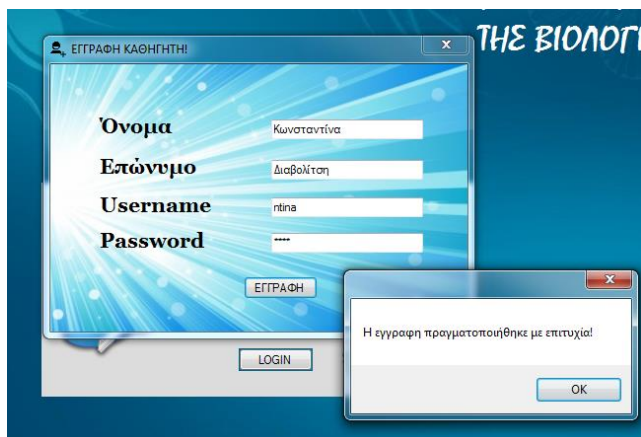 ΤΗΣ ΒΙΟΛΟΓΙ
ΕΓΓΡΑΦΗ ΚΑΘΗΓΗΤΗ!
x
Όνομα Κωνσταντίνα
Επώνυμο Διαβολίτση
Username ntina
Password ****
ΕΓΓΡΑΦΗ
x
Η εγγραφη πραγματοποιήθηκε με επιτυχία!
LOGIN
OK